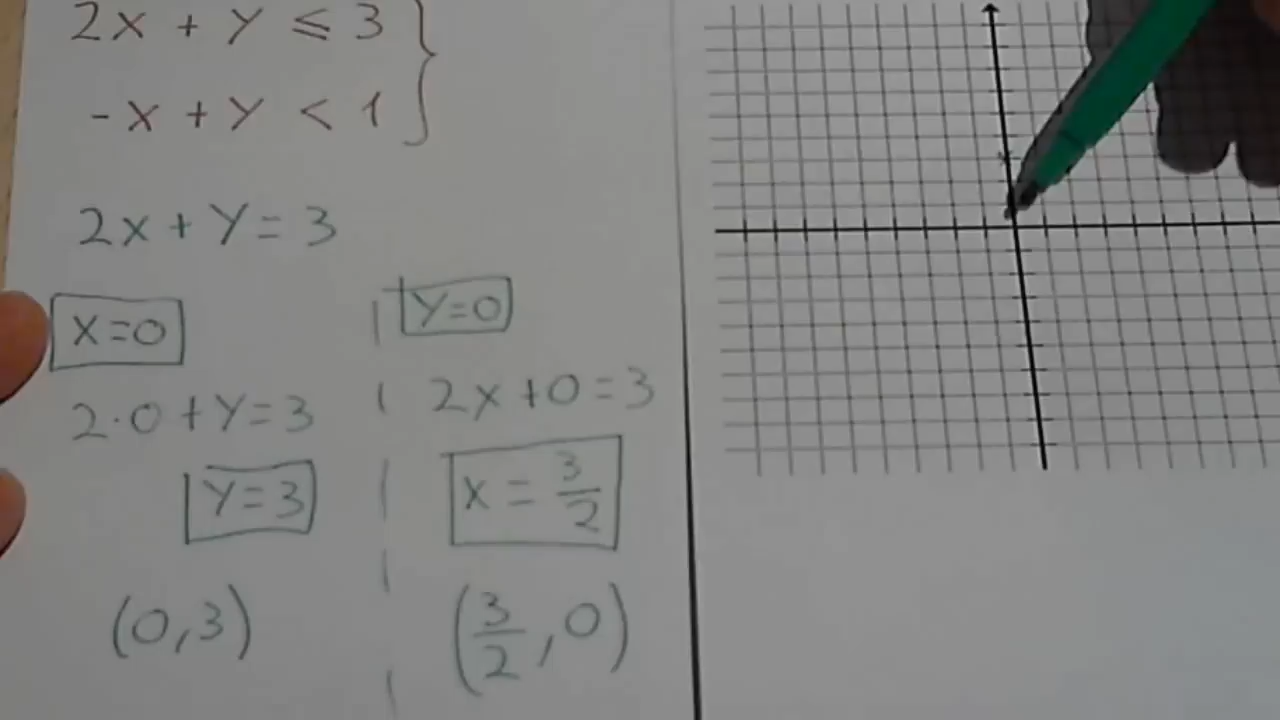 2x + y ≤ 3 }
-x + y < 1
2x + y = 3
x=0
y=0
2·0 + y = 3
2x + 0 = 3
y=3
x = 3/2
(0,3)
(3/2, 0)